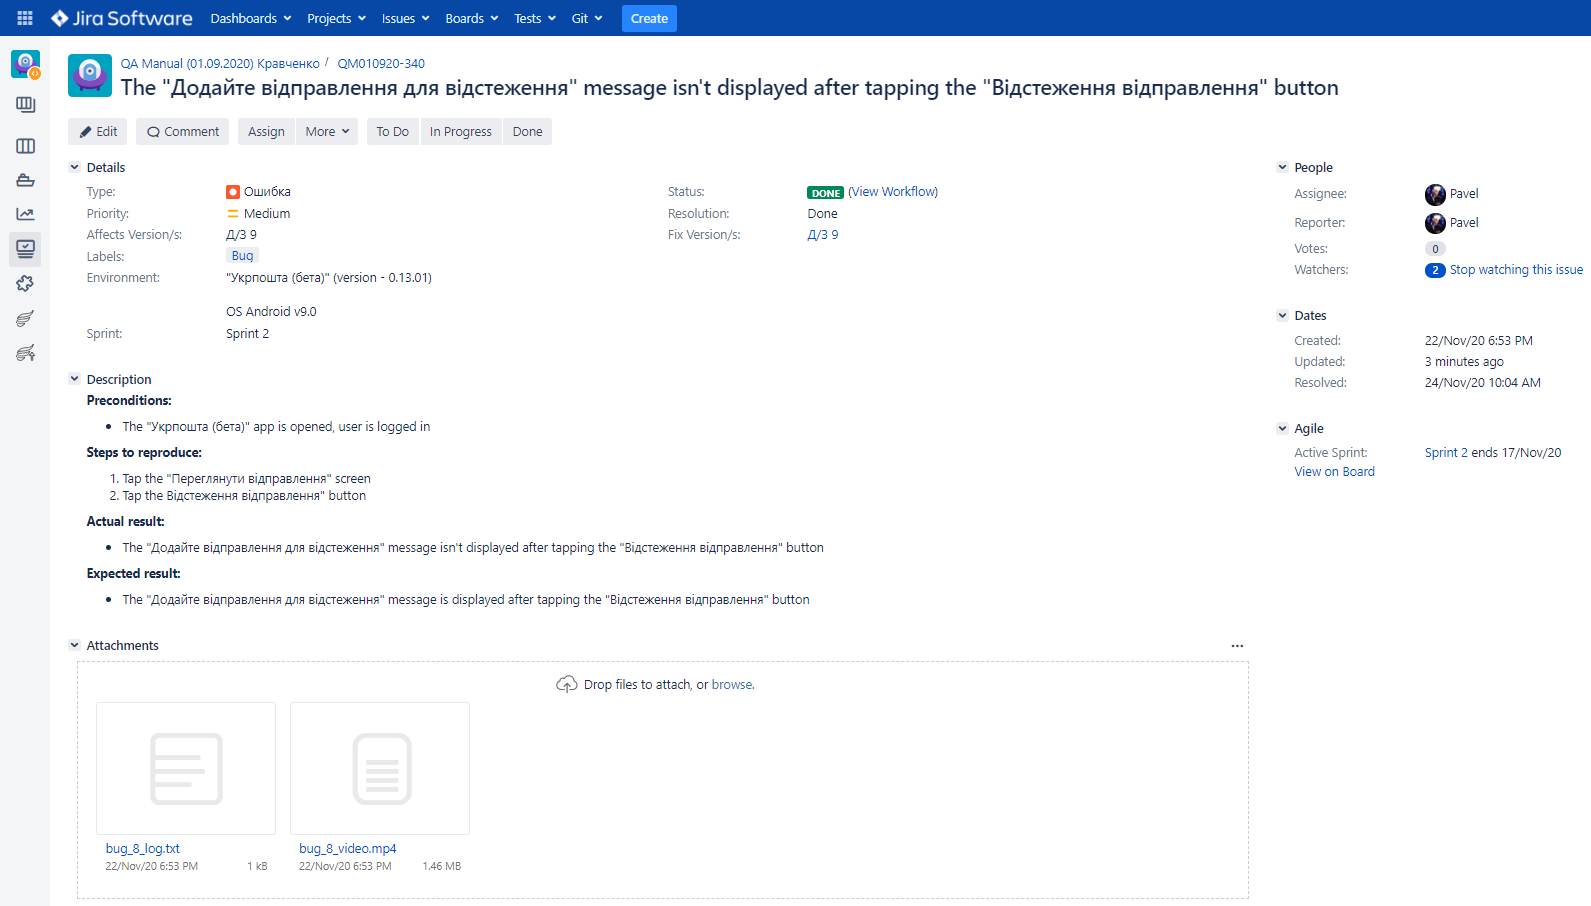 Jira Software Dashboards Projects Issues Boards Tests Git Create
QA Manual (01.09.2020) Кравченко / QM010920-340
The "Додайте відправлення для відстеження" message isn't displayed after tapping the "Відстеження відправлення" button
Edit Comment Assign More To Do In Progress Done
Details
Type: Ошибка
Priority: Medium
Affects Version/s: Д/З 9
Labels: Bug
Environment: "Укрпошта (бета)" (version - 0.13.01)
OS Android v9.0
Sprint: Sprint 2
Status: DONE (View Workflow)
Resolution: Done
Fix Version/s: Д/З 9
Description
Preconditions:
• The "Укрпошта (бета)" app is opened, user is logged in
Steps to reproduce:
1. Tap the "Переглянути відправлення" screen
2. Tap the Відстеження відправлення" button
Actual result:
• The "Додайте відправлення для відстеження" message isn't displayed after tapping the "Відстеження відправлення" button
Expected result:
• The "Додайте відправлення для відстеження" message is displayed after tapping the "Відстеження відправлення" button
Attachments
Drop files to attach, or browse.
bug_8_log.txt
22/Nov/20 6:53 PM 1 kB
bug_8_video.mp4
22/Nov/20 6:53 PM 1.46 MB
People
Assignee: Pavel
Reporter: Pavel
Votes: 0
Watchers: 2 Stop watching this issue
Dates
Created: 22/Nov/20 6:53 PM
Updated: 3 minutes ago
Resolved: 24/Nov/20 10:04 AM
Agile
Active Sprint: Sprint 2 ends 17/Nov/20
View on Board